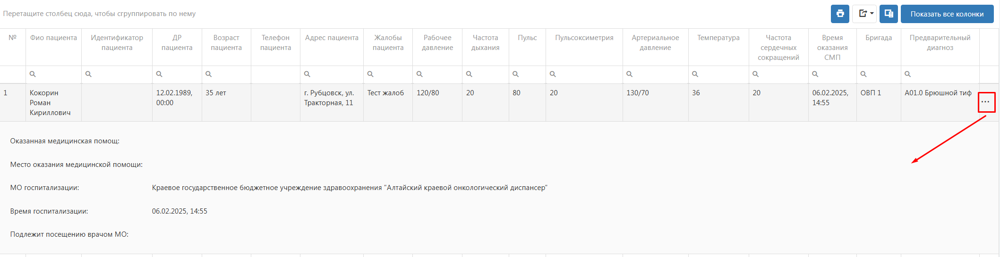 Перетащите столбец сюда, чтобы сгруппировать по нему
Показать все колонки
№
Фио пациента
Идентификатор
пациента
ДР
пациента
Возраст
пациента
Телефон
пациента
Адрес пациента
Жалобы
пациента
Рабочее
давление
Частота
дыхания
Пульс
Пульсоксиметрия
Артериальное
давление
Температура
Частота
сердечных
сокращений
Время
оказания
СМП
Бригада
Предварительный
диагноз
1
Кокорин
Роман
Кириллович
12.02.1989,
00:00
35 лет
г. Рубцовск, ул.
Тракторная, 11
Тест жалоб
120/80
20
80
20
130/70
36
20
06.02.2025,
14:55
ОВП 1
A01.0 Брюшной тиф
...
Оказанная медицинская помощ:
Место оказания медицинской помощи:
МО госпитализации: Краевое государственное бюджетное учреждение здравоохранения "Алтайский краевой онкологический диспансер"
Время госпитализации: 06.02.2025, 14:55
Подлежит посещению врачом МО: